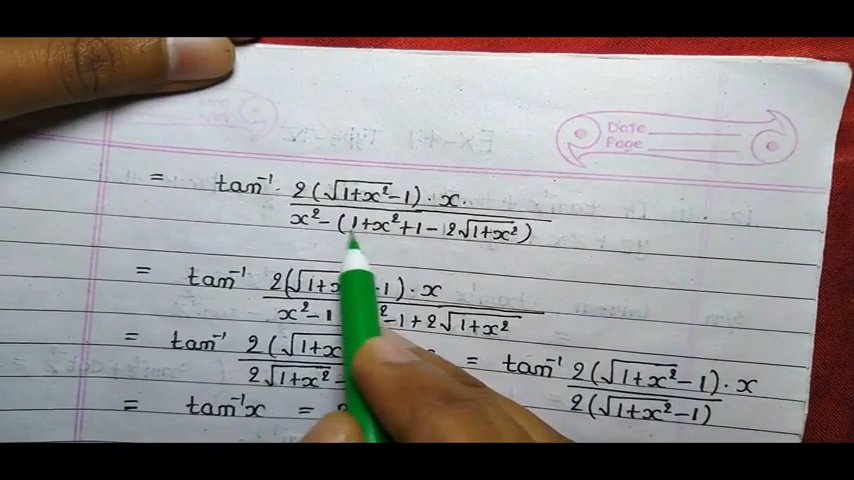 Date
Page
= tan⁻¹ · 2(√1+x² -1)·x. / x² - (1+x²+1 - 2√1+x²)
= tan⁻¹ 2(√1+x -1)·x / x²-1 ²-1+2√1+x²
= tan⁻¹ 2(√1+x / 2√1+x² - = tan⁻¹ 2(√1+x² -1)·x / 2(√1+x² -1)
= tan⁻¹x =